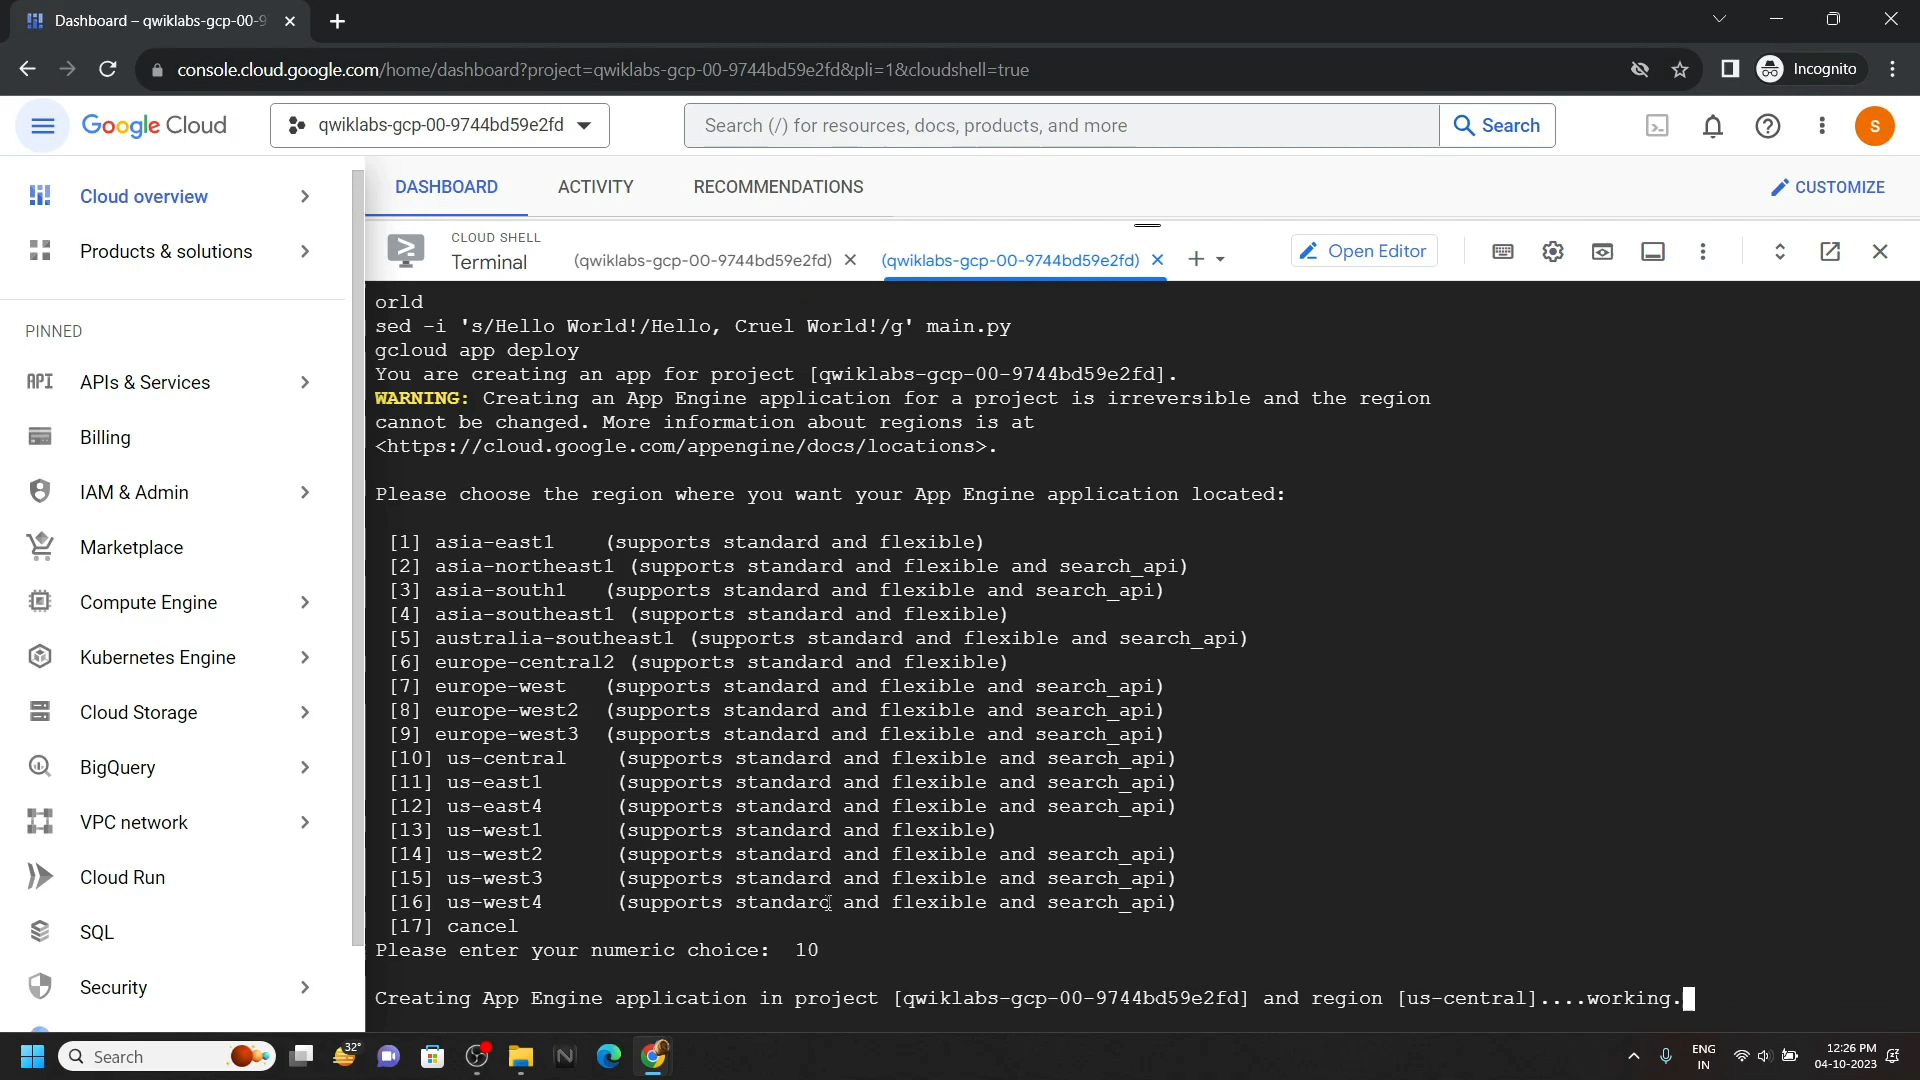 Dashboard – qwiklabs-gcp-00-9
console.cloud.google.com/home/dashboard?project=qwiklabs-gcp-00-9744bd59e2fd&pli=1&cloudshell=true
Incognito
Google Cloud
qwiklabs-gcp-00-9744bd59e2fd
Search (/) for resources, docs, products, and more
Search
S
Cloud overview
Products & solutions
PINNED
API
APIs & Services
Billing
IAM & Admin
Marketplace
Compute Engine
Kubernetes Engine
Cloud Storage
BigQuery
VPC network
Cloud Run
SQL
Security
DASHBOARD
ACTIVITY
RECOMMENDATIONS
CUSTOMIZE
CLOUD SHELL
Terminal
(qwiklabs-gcp-00-9744bd59e2fd)
(qwiklabs-gcp-00-9744bd59e2fd)
Open Editor
orld
sed -i 's/Hello World!/Hello, Cruel World!/g' main.py
gcloud app deploy
You are creating an app for project [qwiklabs-gcp-00-9744bd59e2fd].
WARNING: Creating an App Engine application for a project is irreversible and the region
cannot be changed. More information about regions is at
<https://cloud.google.com/appengine/docs/locations>.
Please choose the region where you want your App Engine application located:
[1] asia-east1 (supports standard and flexible)
[2] asia-northeast1 (supports standard and flexible and search_api)
[3] asia-south1 (supports standard and flexible and search_api)
[4] asia-southeast1 (supports standard and flexible)
[5] australia-southeast1 (supports standard and flexible and search_api)
[6] europe-central2 (supports standard and flexible)
[7] europe-west (supports standard and flexible and search_api)
[8] europe-west2 (supports standard and flexible and search_api)
[9] europe-west3 (supports standard and flexible and search_api)
[10] us-central (supports standard and flexible and search_api)
[11] us-east1 (supports standard and flexible and search_api)
[12] us-east4 (supports standard and flexible and search_api)
[13] us-west1 (supports standard and flexible)
[14] us-west2 (supports standard and flexible and search_api)
[15] us-west3 (supports standard and flexible and search_api)
[16] us-west4 (supports standard and flexible and search_api)
[17] cancel
Please enter your numeric choice: 10
Creating App Engine application in project [qwiklabs-gcp-00-9744bd59e2fd] and region [us-central]....working.
Search
32°
ENG
IN
12:26 PM
04-10-2023